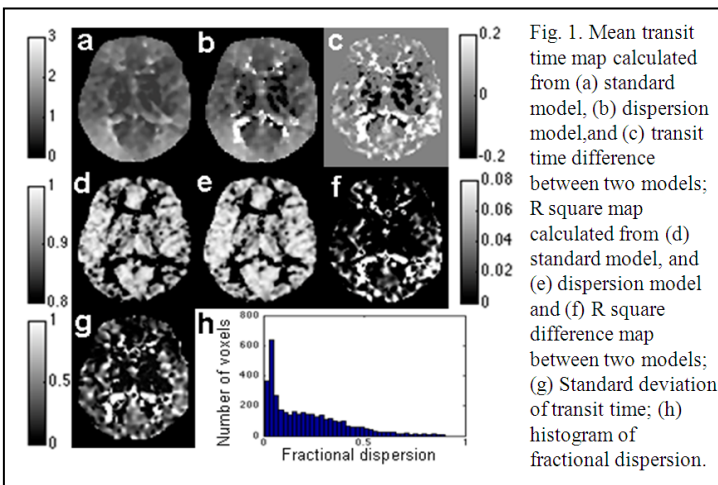 3
2
1
0
a
b
c
0.2
0
-0.2
1
0.9
0.8
d
e
f
0.08
0.06
0.04
0.02
0
1
0.5
0
g
h
800
600
400
200
0
Number of voxels
0
0.5
1
Fractional dispersion
Fig. 1. Mean transit
time map calculated
from (a) standard
model, (b) dispersion
model,and (c) transit
time difference
between two models;
R square map
calculated from (d)
standard model, and
(e) dispersion model
and (f) R square
difference map
between two models;
(g) Standard deviation
of transit time; (h)
histogram of
fractional dispersion.